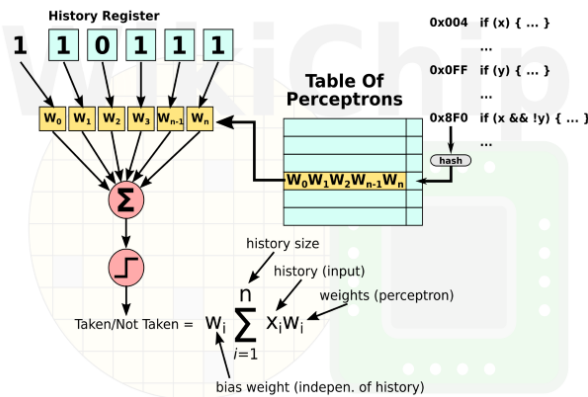 WikiChip
History Register
1 1 0 1 1 1
W0 W1 W2 W3 Wn-1 Wn
Σ
Taken/Not Taken = wi n Σ i=1 xiwi
history size
history (input)
weights (perceptron)
bias weight (indepen. of history)
Table Of
Perceptrons
W0W1W2Wn-1Wn
0x004 if (x) { ... }
...
0x0FF if (y) { ... }
...
0x8F0 if (x && !y) { ... }
...
hash